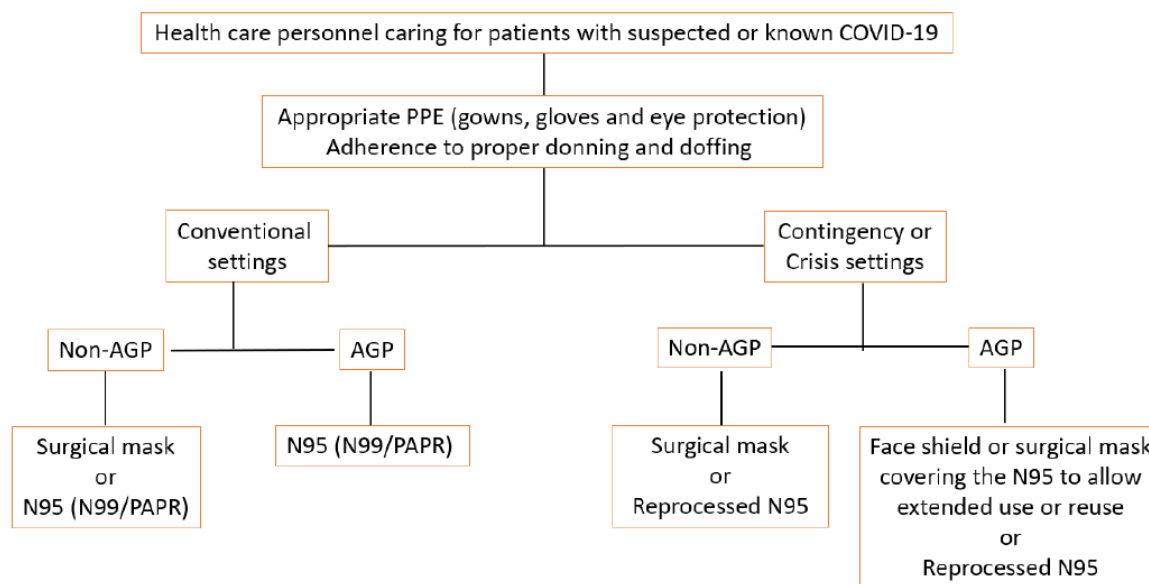 Health care personnel caring for patients with suspected or known COVID-19
Appropriate PPE (gowns, gloves and eye protection)
Adherence to proper donning and doffing
Conventional
settings
Contingency or
Crisis settings
Non-AGP
AGP
Non-AGP
AGP
Surgical mask
or
N95 (N99/PAPR)
N95 (N99/PAPR)
Surgical mask
or
Reprocessed N95
Face shield or surgical mask
covering the N95 to allow
extended use or reuse
or
Reprocessed N95